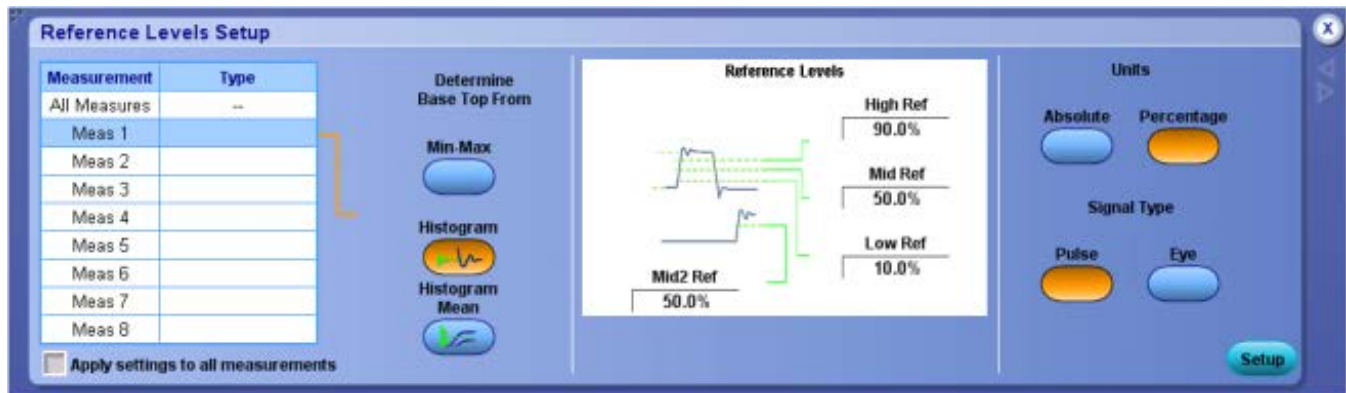 Reference Levels Setup
Measurement Type
All Measures --
Meas 1
Meas 2
Meas 3
Meas 4
Meas 5
Meas 6
Meas 7
Meas 8
Apply settings to all measurements
Determine
Base Top From
Min-Max
Histogram
Histogram
Mean
Reference Levels
High Ref
90.0%
Mid Ref
50.0%
Low Ref
10.0%
Mid2 Ref
50.0%
Units
Absolute Percentage
Signal Type
Pulse Eye
Setup
X